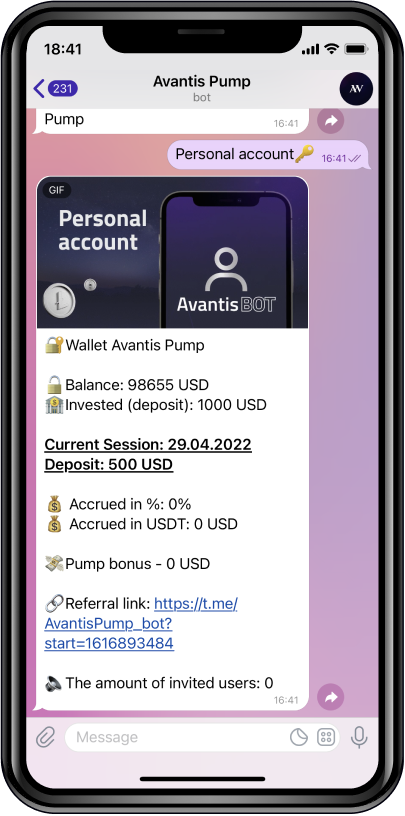 18:41
231
Avantis Pump
bot
AW
Pump
16:41
Personal account🔑 16:41
GIF
Personal
account
AvantisBOT
🔐Wallet Avantis Pump
🔓Balance: 98655 USD
🏦Invested (deposit): 1000 USD
Current Session: 29.04.2022
Deposit: 500 USD
💰 Accrued in %: 0%
💰 Accrued in USDT: 0 USD
💸Pump bonus - 0 USD
🔗Referral link: https://t.me/
AvantisPump_bot?
start=1616893484
🔈The amount of invited users: 0
16:41
Message